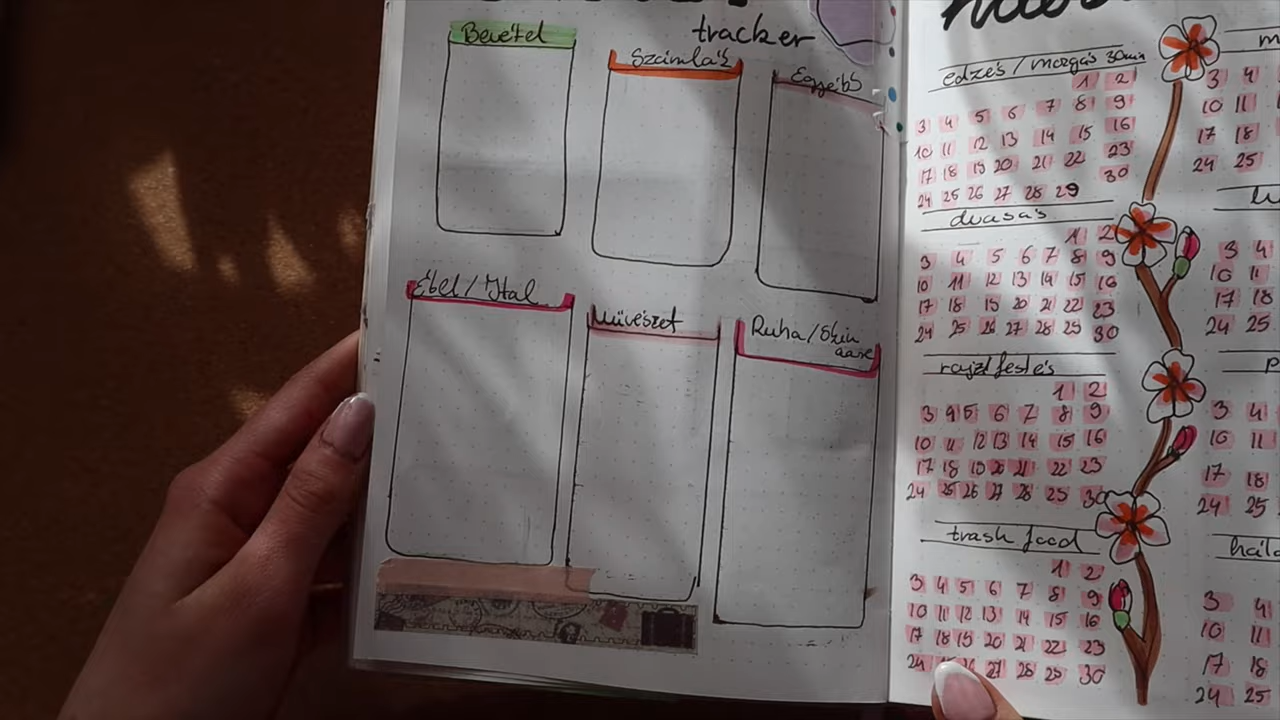 tracker
Bevétel
Számlák
Egyébb
Étel / Ital
Művészet
Ruha / Skin
care
edzés / mozgás 30min
1 2
3 4 5 6 7 8 9
10 11 12 13 14 15 16
17 18 19 20 21 22 23
24 25 26 27 28 29 30
olvasás
1 2
3 4 5 6 7 8 9
10 11 12 13 14 15 16
17 18 19 20 21 22 23
24 25 26 27 28 29 30
rajz/festés
1 2
3 4 5 6 7 8 9
10 11 12 13 14 15 16
17 18 19 20 21 22 23
24 25 26 27 28 29 30
trash food
1 2
3 4 5 6 7 8 9
10 11 12 13 14 15 16
17 18 19 20 21 22 23
24 26 27 28 29 30
3 4
10 11
17 18
24 25
3 4
10 11
17 18
24 25
3 4
10 11
17 18
24 25
3 4
10 11
17 18
24 25